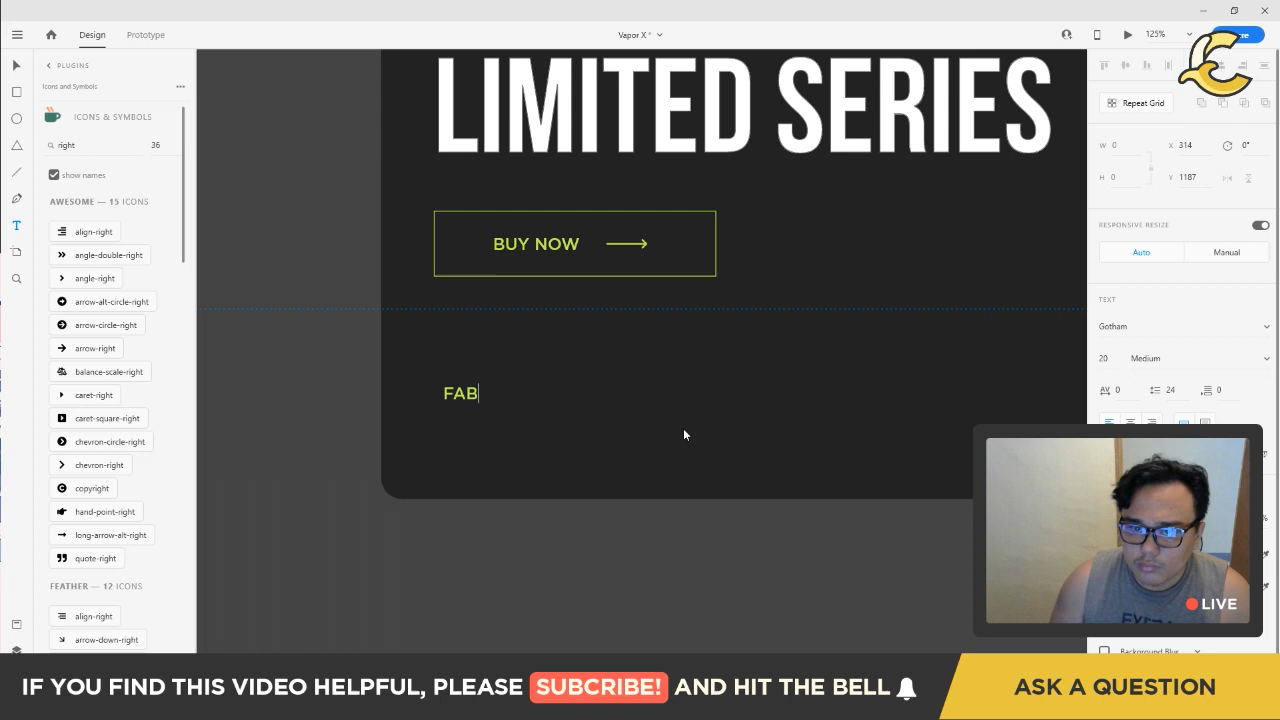 Design
Prototype
Vapor X *
125%
PLUGINS
Icons and Symbols
ICONS & SYMBOLS
right
36
show names
AWESOME — 15 ICONS
align-right
angle-double-right
angle-right
arrow-alt-circle-right
arrow-circle-right
arrow-right
balance-scale-right
caret-right
caret-square-right
chevron-circle-right
chevron-right
copyright
hand-point-right
long-arrow-alt-right
quote-right
FEATHER — 12 ICONS
align-right
arrow-down-right
LIMITED SERIES
BUY NOW
FAB
Repeat Grid
W 0
X 314
0°
H 0
Y 1187
RESPONSIVE RESIZE
Auto
Manual
TEXT
Gotham
20
Medium
AV 0
24
0
LIVE
Background Blur
IF YOU FIND THIS VIDEO HELPFUL, PLEASE SUBCRIBE! AND HIT THE BELL
ASK A QUESTION